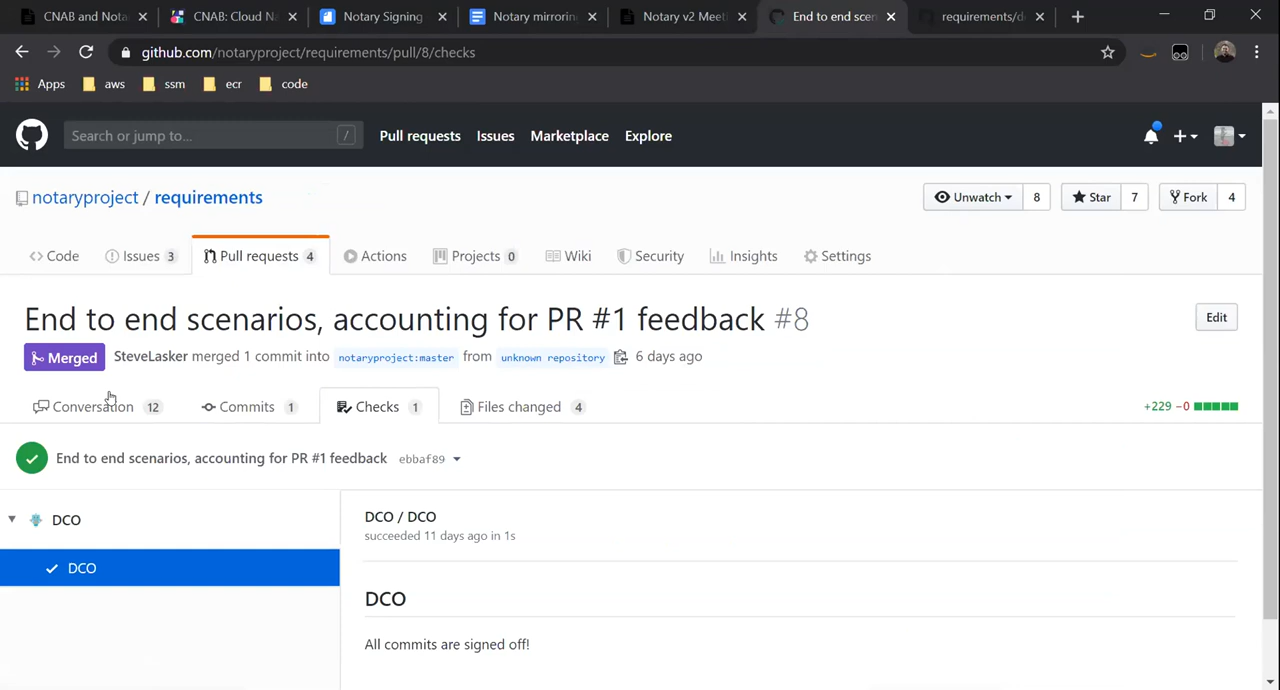 CNAB and Nota
CNAB: Cloud N
Notary Signing
Notary mirrorin
Notary v2 Meet
End to end scen
requirements/d
github.com/notaryproject/requirements/pull/8/checks
Apps aws ssm ecr code
Search or jump to... / Pull requests Issues Marketplace Explore
notaryproject / requirements Unwatch 8 Star 7 Fork 4
Code Issues 3 Pull requests 4 Actions Projects 0 Wiki Security Insights Settings
End to end scenarios, accounting for PR #1 feedback #8 Edit
Merged SteveLasker merged 1 commit into notaryproject:master from unknown repository 6 days ago
Conversation 12 Commits 1 Checks 1 Files changed 4 +229 −0
End to end scenarios, accounting for PR #1 feedback ebbaf89
DCO
DCO
DCO / DCO
succeeded 11 days ago in 1s
DCO
All commits are signed off!